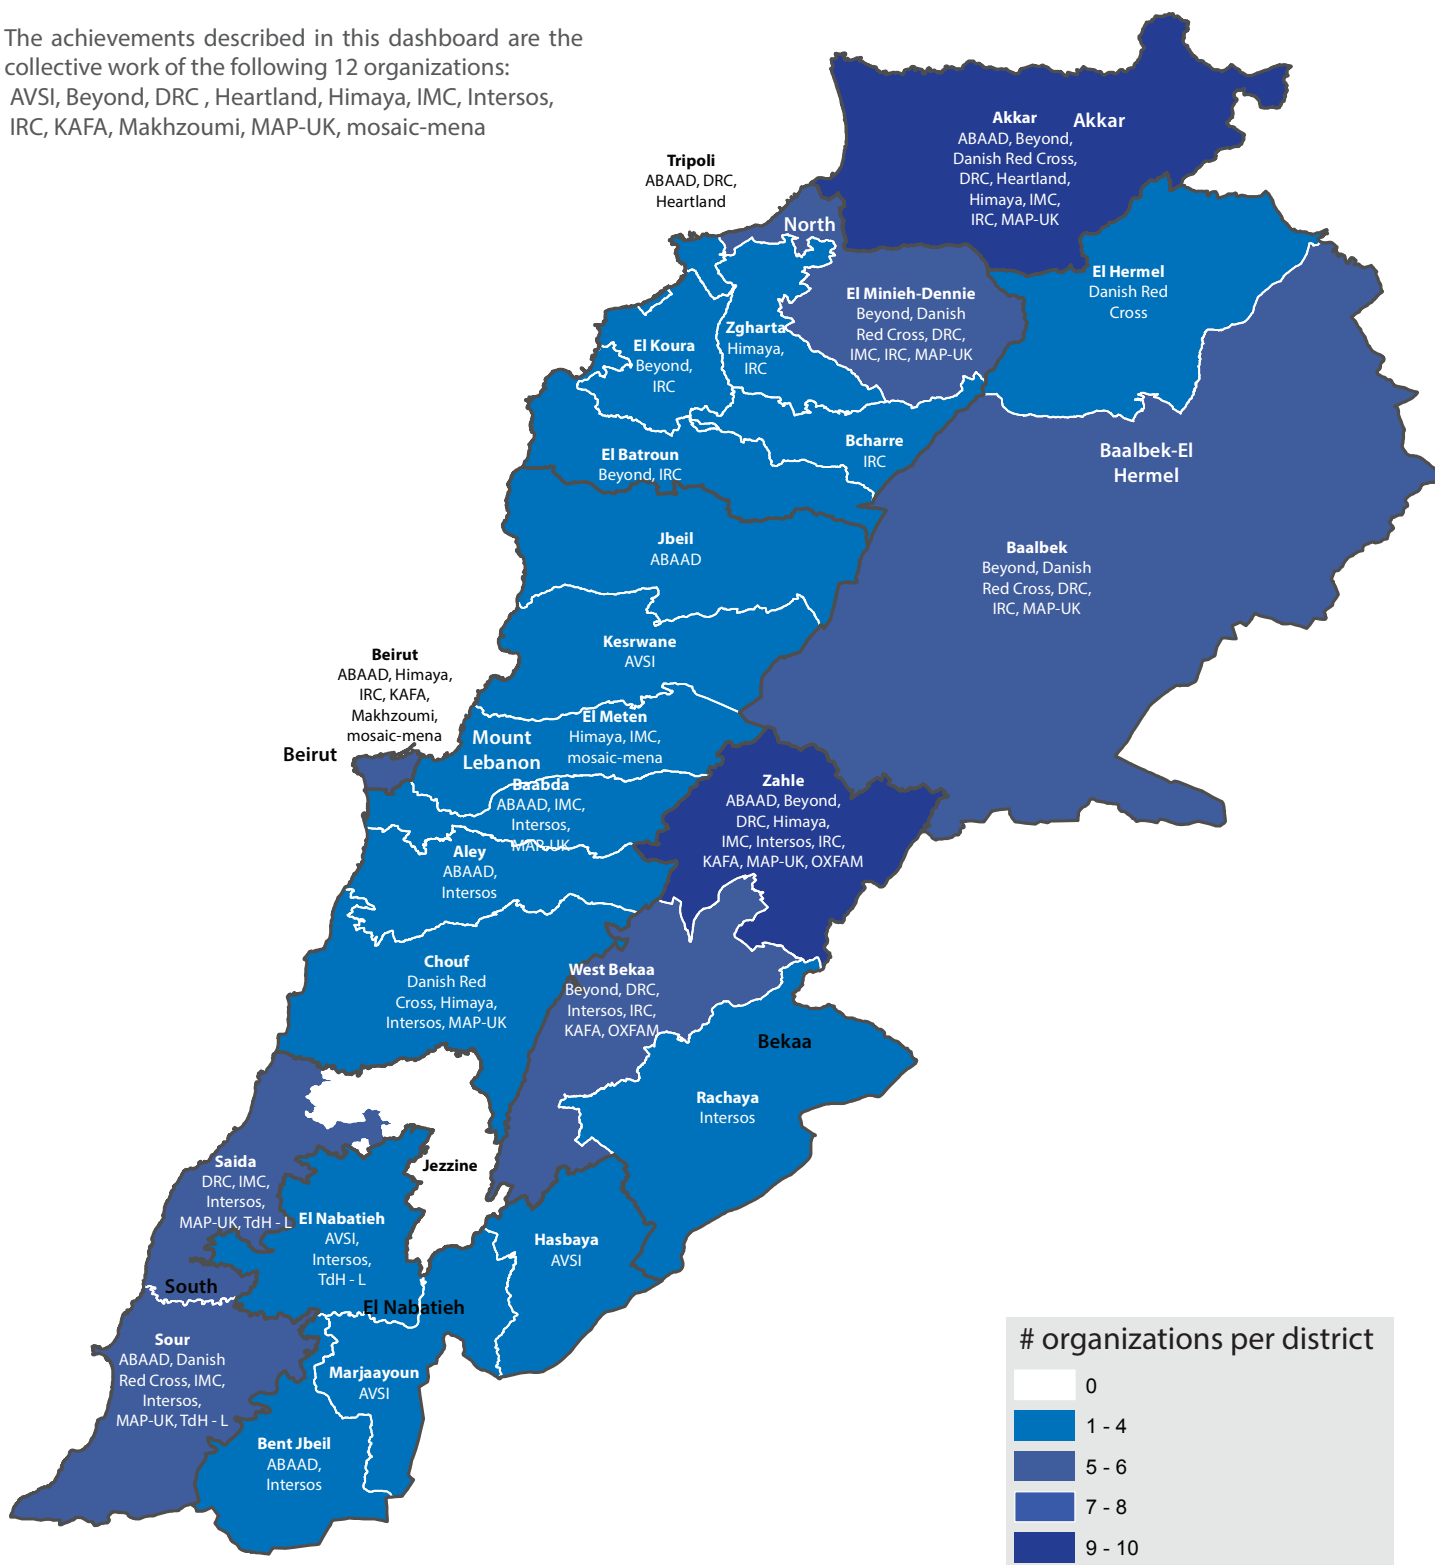 The achievements described in this dashboard are the
collective work of the following 12 organizations:
AVSI, Beyond, DRC , Heartland, Himaya, IMC, Intersos,
IRC, KAFA, Makhzoumi, MAP-UK, mosaic-mena
Akkar
Akkar
ABAAD, Beyond,
Danish Red Cross,
DRC, Heartland,
Himaya, IMC,
IRC, MAP-UK
Tripoli
ABAAD, DRC,
Heartland
North
El Hermel
Danish Red
Cross
El Minieh-Dennie
Beyond, Danish
Red Cross, DRC,
IMC, IRC, MAP-UK
Zgharta
Himaya,
IRC
El Koura
Beyond,
IRC
Bcharre
IRC
El Batroun
Beyond, IRC
Baalbek-El
Hermel
Jbeil
ABAAD
Baalbek
Beyond, Danish
Red Cross, DRC,
IRC, MAP-UK
Kesrwane
AVSI
Beirut
ABAAD, Himaya,
IRC, KAFA,
Makhzoumi,
mosaic-mena
Beirut
El Meten
Himaya, IMC,
mosaic-mena
Mount
Lebanon
Baabda
ABAAD, IMC,
Intersos,
MAP-UK
Zahle
ABAAD, Beyond,
DRC, Himaya,
IMC, Intersos, IRC,
KAFA, MAP-UK, OXFAM
Aley
ABAAD,
Intersos
Chouf
Danish Red
Cross, Himaya,
Intersos, MAP-UK
West Bekaa
Beyond, DRC,
Intersos, IRC,
KAFA, OXFAM
Bekaa
Rachaya
Intersos
Jezzine
Saida
DRC, IMC,
Intersos,
MAP-UK, TdH - L
El Nabatieh
AVSI,
Intersos,
TdH - L
Hasbaya
AVSI
South
El Nabatieh
Sour
ABAAD, Danish
Red Cross, IMC,
Intersos,
MAP-UK, TdH - L
Marjaayoun
AVSI
Bent Jbeil
ABAAD,
Intersos
# organizations per district
0
1 - 4
5 - 6
7 - 8
9 - 10